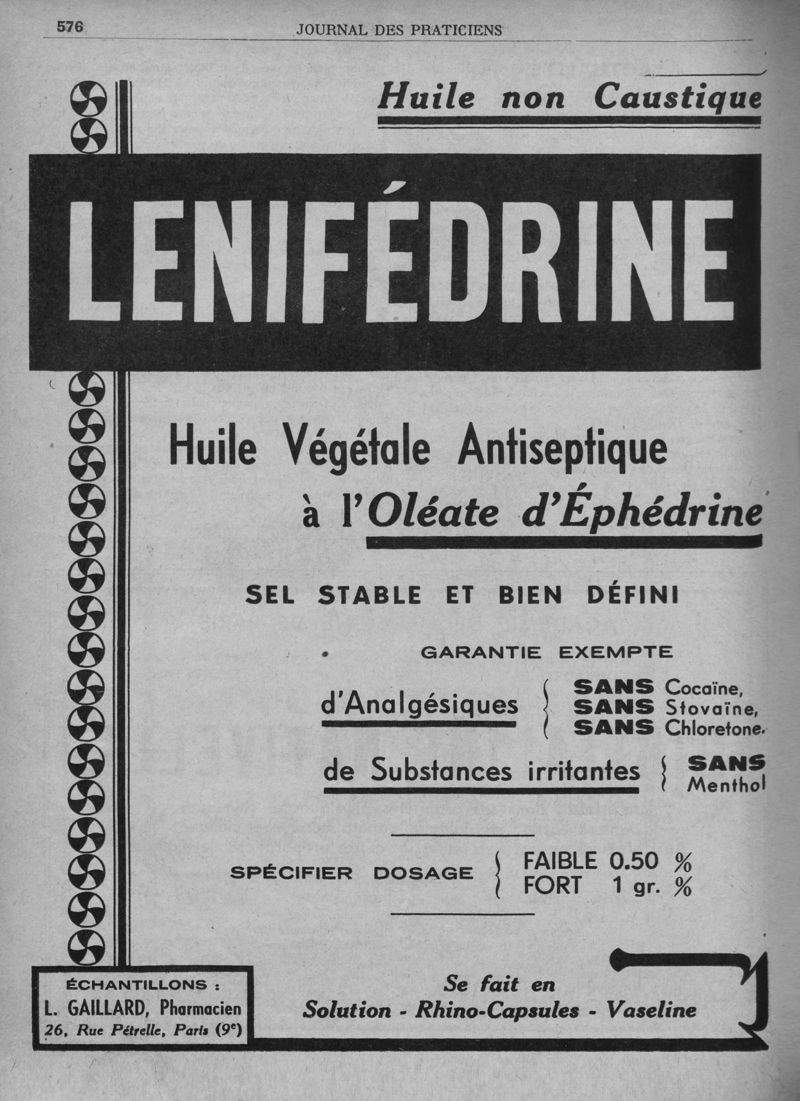 576
JOURNAL DES PRATICIENS
Huile non Caustique
LENIFÉDRINE
Huile Végétale Antiseptique
à l'Oléate d'Éphédrine
SEL STABLE ET BIEN DÉFINI
GARANTIE EXEMPTE
d'Analgésiques { SANS Cocaïne,
SANS Stovaïne,
SANS Chloretone.
de Substances irritantes } SANS
Menthol
SPÉCIFIER DOSAGE { FAIBLE 0.50 %
FORT 1 gr. %
ÉCHANTILLONS :
L. GAILLARD, Pharmacien
26, Rue Pétrelle, Paris (9e)
Se fait en
Solution - Rhino-Capsules - Vaseline